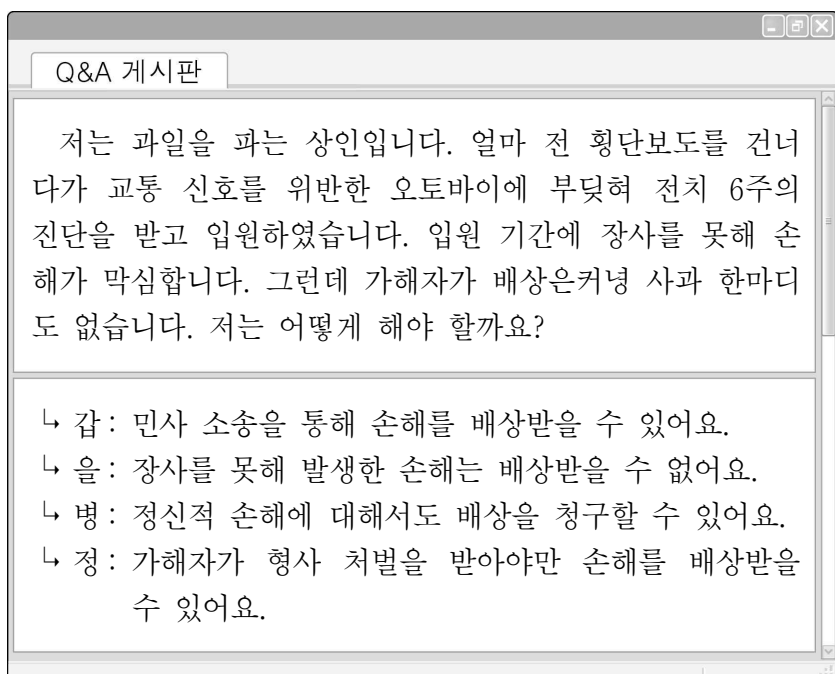 Q&A 게시판
저는 과일을 파는 상인입니다. 얼마 전 횡단보도를 건너
다가 교통 신호를 위반한 오토바이에 부딪혀 전치 6주의
진단을 받고 입원하였습니다. 입원 기간에 장사를 못해 손
해가 막심합니다. 그런데 가해자가 배상은커녕 사과 한마디
도 없습니다. 저는 어떻게 해야 할까요?
↳ 갑 : 민사 소송을 통해 손해를 배상받을 수 있어요.
↳ 을 : 장사를 못해 발생한 손해는 배상받을 수 없어요.
↳ 병 : 정신적 손해에 대해서도 배상을 청구할 수 있어요.
↳ 정 : 가해자가 형사 처벌을 받아야만 손해를 배상받을
수 있어요.